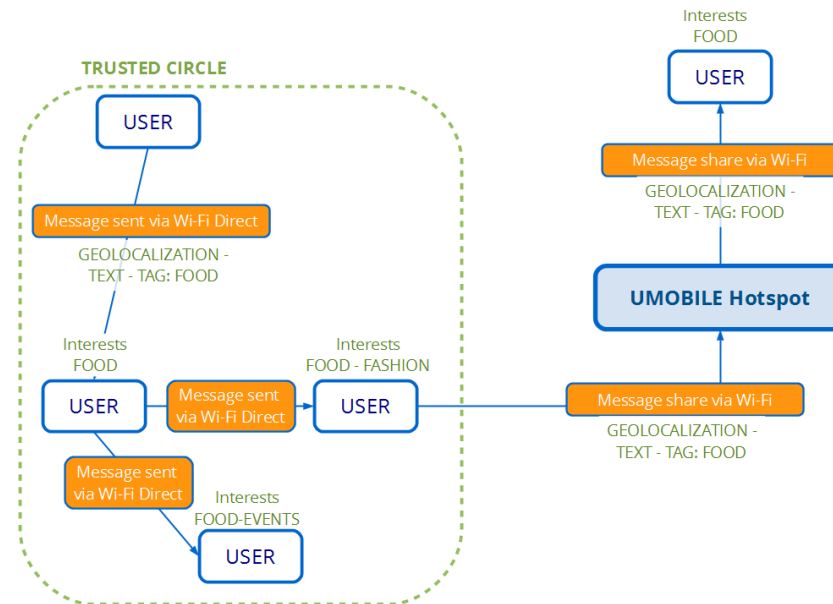 TRUSTED CIRCLE
USER
Message sent via Wi-Fi Direct
GEOLOCALIZATION -
TEXT - TAG: FOOD
Interests
FOOD
USER
Message sent
via Wi-Fi Direct
Interests
FOOD - FASHION
USER
Message sent
via Wi-Fi Direct
Interests
FOOD-EVENTS
USER
Interests
FOOD
USER
Message share via Wi-Fi
GEOLOCALIZATION -
TEXT - TAG: FOOD
UMOBILE Hotspot
Message share via Wi-Fi
GEOLOCALIZATION -
TEXT - TAG: FOOD